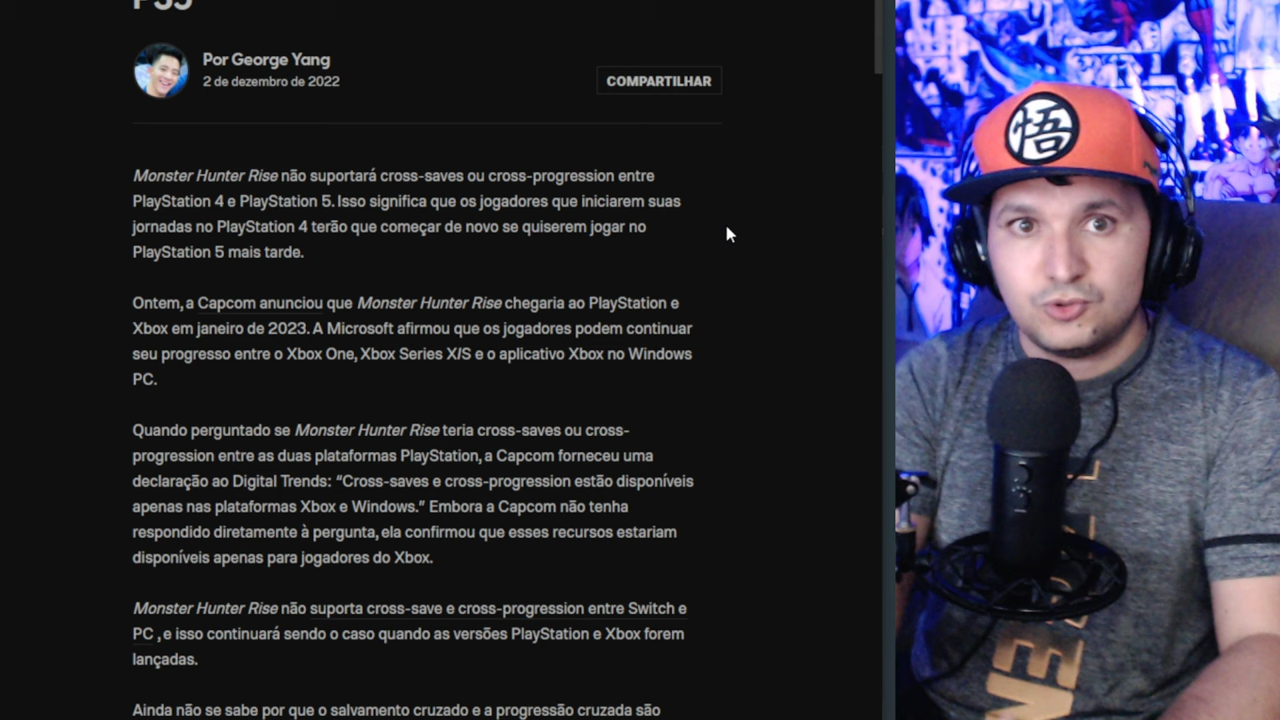 PS5
Por George Yang
2 de dezembro de 2022
COMPARTILHAR
Monster Hunter Rise não suportará cross-saves ou cross-progression entre
PlayStation 4 e PlayStation 5. Isso significa que os jogadores que iniciarem suas
jornadas no PlayStation 4 terão que começar de novo se quiserem jogar no
PlayStation 5 mais tarde.
Ontem, a Capcom anunciou que Monster Hunter Rise chegaria ao PlayStation e
Xbox em janeiro de 2023. A Microsoft afirmou que os jogadores podem continuar
seu progresso entre o Xbox One, Xbox Series X/S e o aplicativo Xbox no Windows
PC.
Quando perguntado se Monster Hunter Rise teria cross-saves ou cross-
progression entre as duas plataformas PlayStation, a Capcom forneceu uma
declaração ao Digital Trends: “Cross-saves e cross-progression estão disponíveis
apenas nas plataformas Xbox e Windows.” Embora a Capcom não tenha
respondido diretamente à pergunta, ela confirmou que esses recursos estariam
disponíveis apenas para jogadores do Xbox.
Monster Hunter Rise não suporta cross-save e cross-progression entre Switch e
PC , e isso continuará sendo o caso quando as versões PlayStation e Xbox forem
lançadas.
Ainda não se sabe por que o salvamento cruzado e a progressão cruzada são
悟